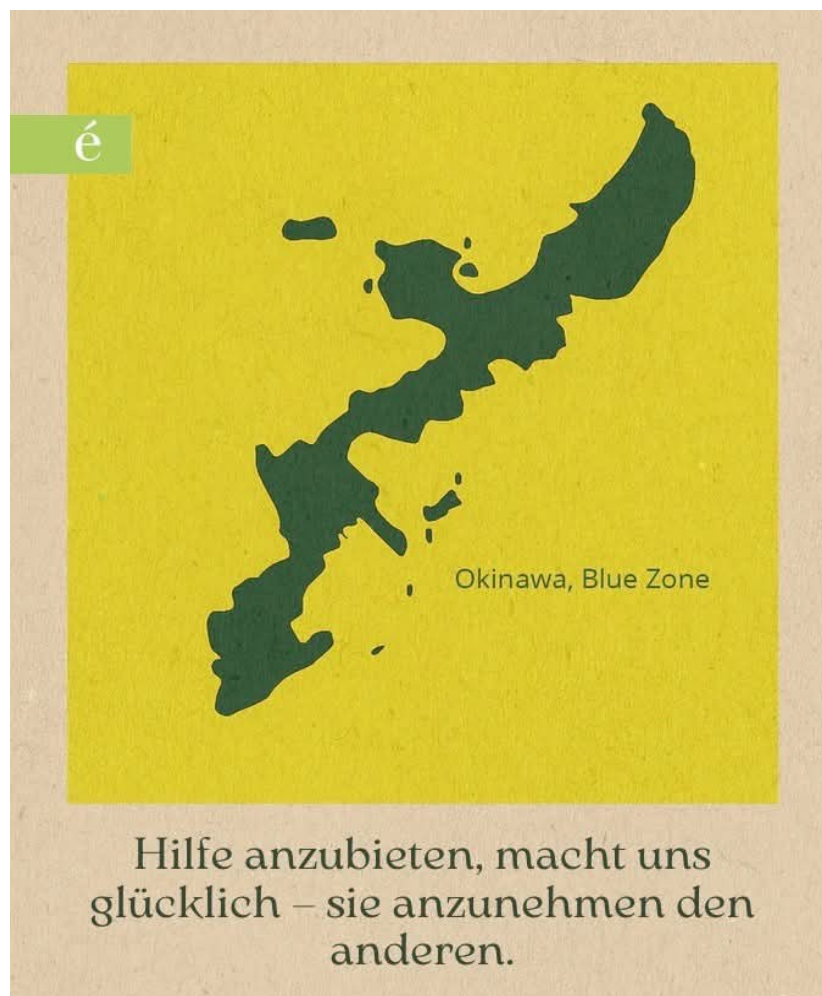 é
Okinawa, Blue Zone
Hilfe anzubieten, macht uns
glücklich – sie anzunehmen den
anderen.